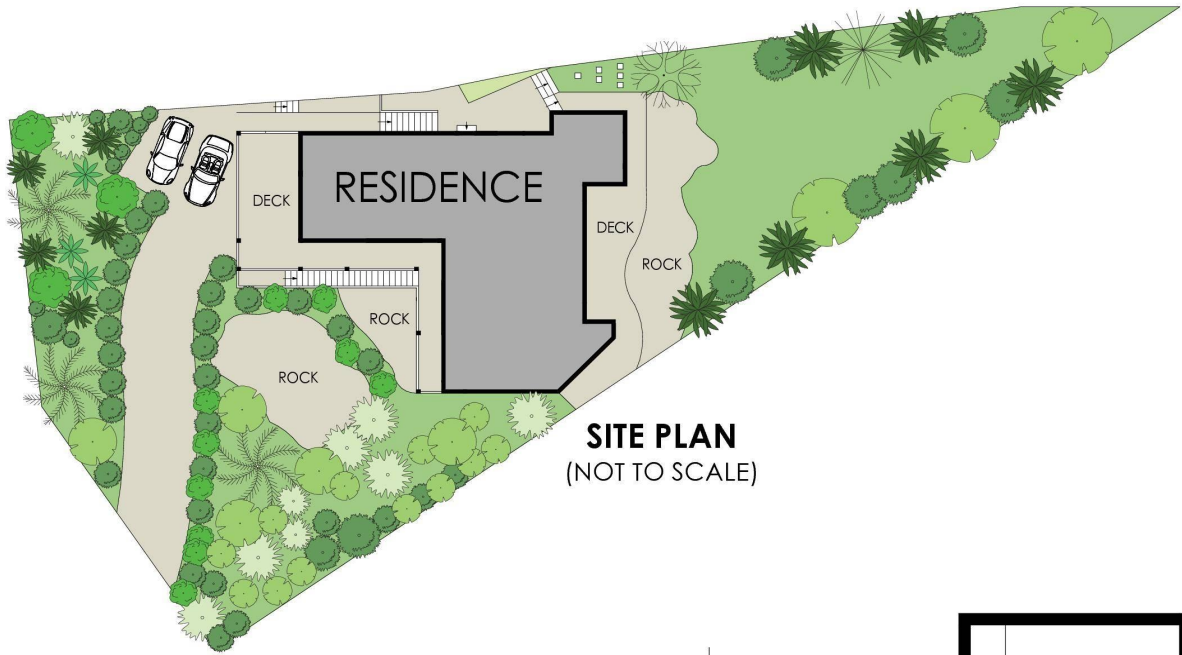 RESIDENCE
DECK
DECK
ROCK
ROCK
ROCK
SITE PLAN
(NOT TO SCALE)